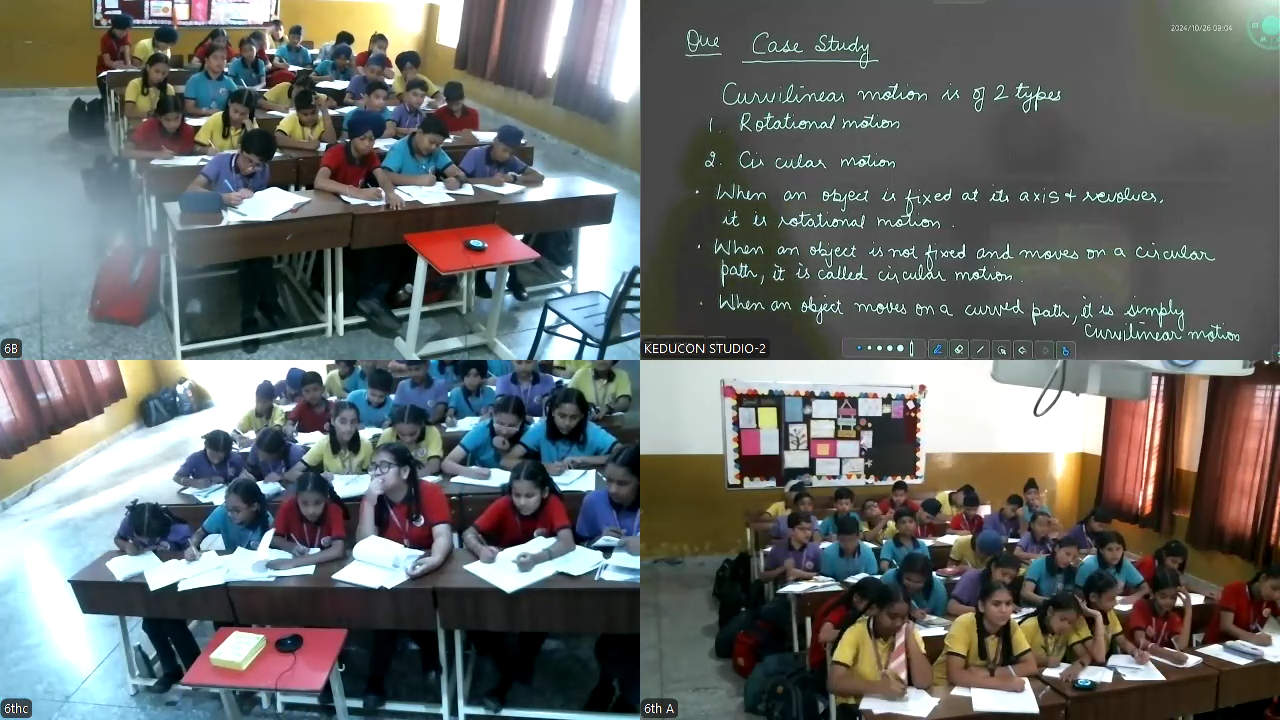 2024/10/26 09:04
Que Case Study
Curvilinear motion is of 2 types
1. Rotational motion
2. Circular motion
• When an object is fixed at its axis & revolves,
it is rotational motion.
• When an object is not fixed and moves on a circular
path, it is called circular motion.
• When an object moves on a curved path, it is simply
Curvilinear motion
6B
KEDUCON STUDIO-2
6thc
6th A